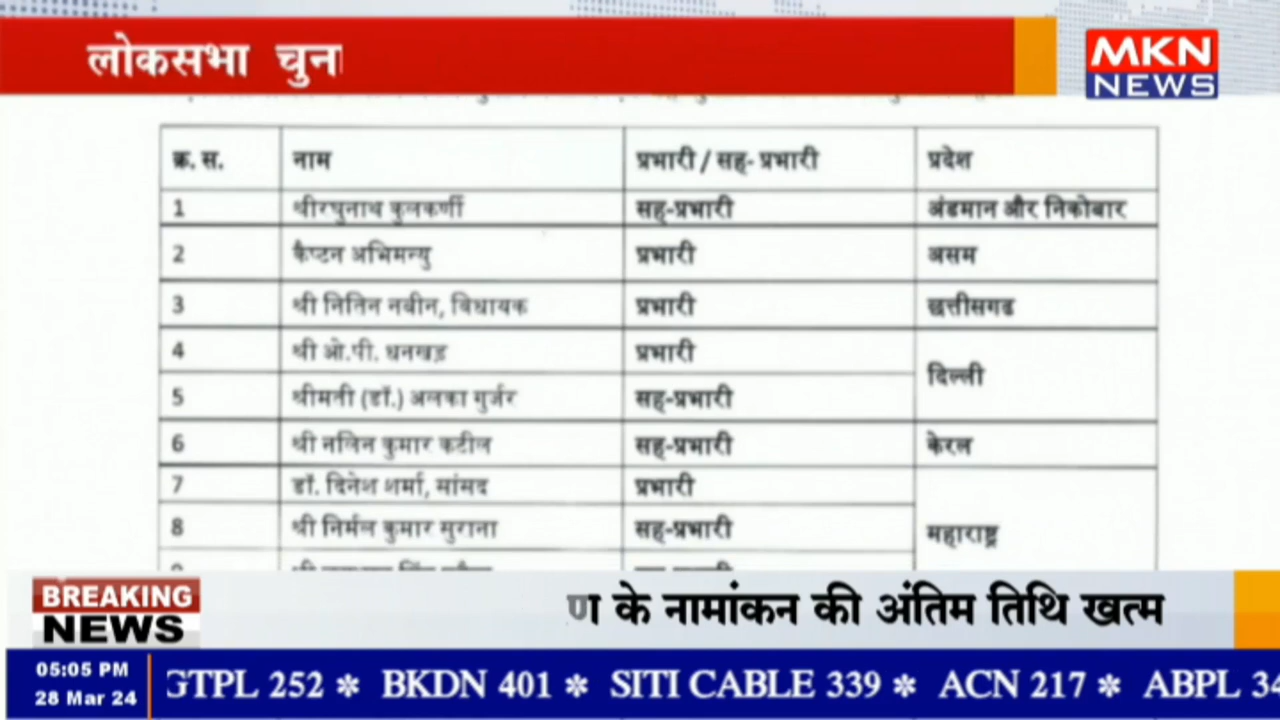 लोकसभा चुन
MKN
NEWS
क्र. स. नाम प्रभारी / सह- प्रभारी प्रदेश
1 श्रीरघुनाथ कुलकर्णी सह-प्रभारी अंडमान और निकोबार
2 कैप्टन अभिमन्यु प्रभारी असम
3 श्री नितिन नबीन, विधायक प्रभारी छत्तीसगढ
4 श्री ओ.पी. धनखड़ प्रभारी
दिल्ली
5 श्रीमती (डॉ.) अलका गुर्जर सह-प्रभारी
6 श्री नलिन कुमार कटील सह-प्रभारी केरल
7 डॉ. दिनेश शर्मा, सांसद प्रभारी
8 श्री निर्मल कुमार सुराना सह-प्रभारी महाराष्ट्र
BREAKING
NEWS
ण के नामांकन की अंतिम तिथि खत्म
05:05 PM
28 Mar 24
GTPL 252 ✻ BKDN 401 ✻ SITI CABLE 339 ✻ ACN 217 ✻ ABPL 34